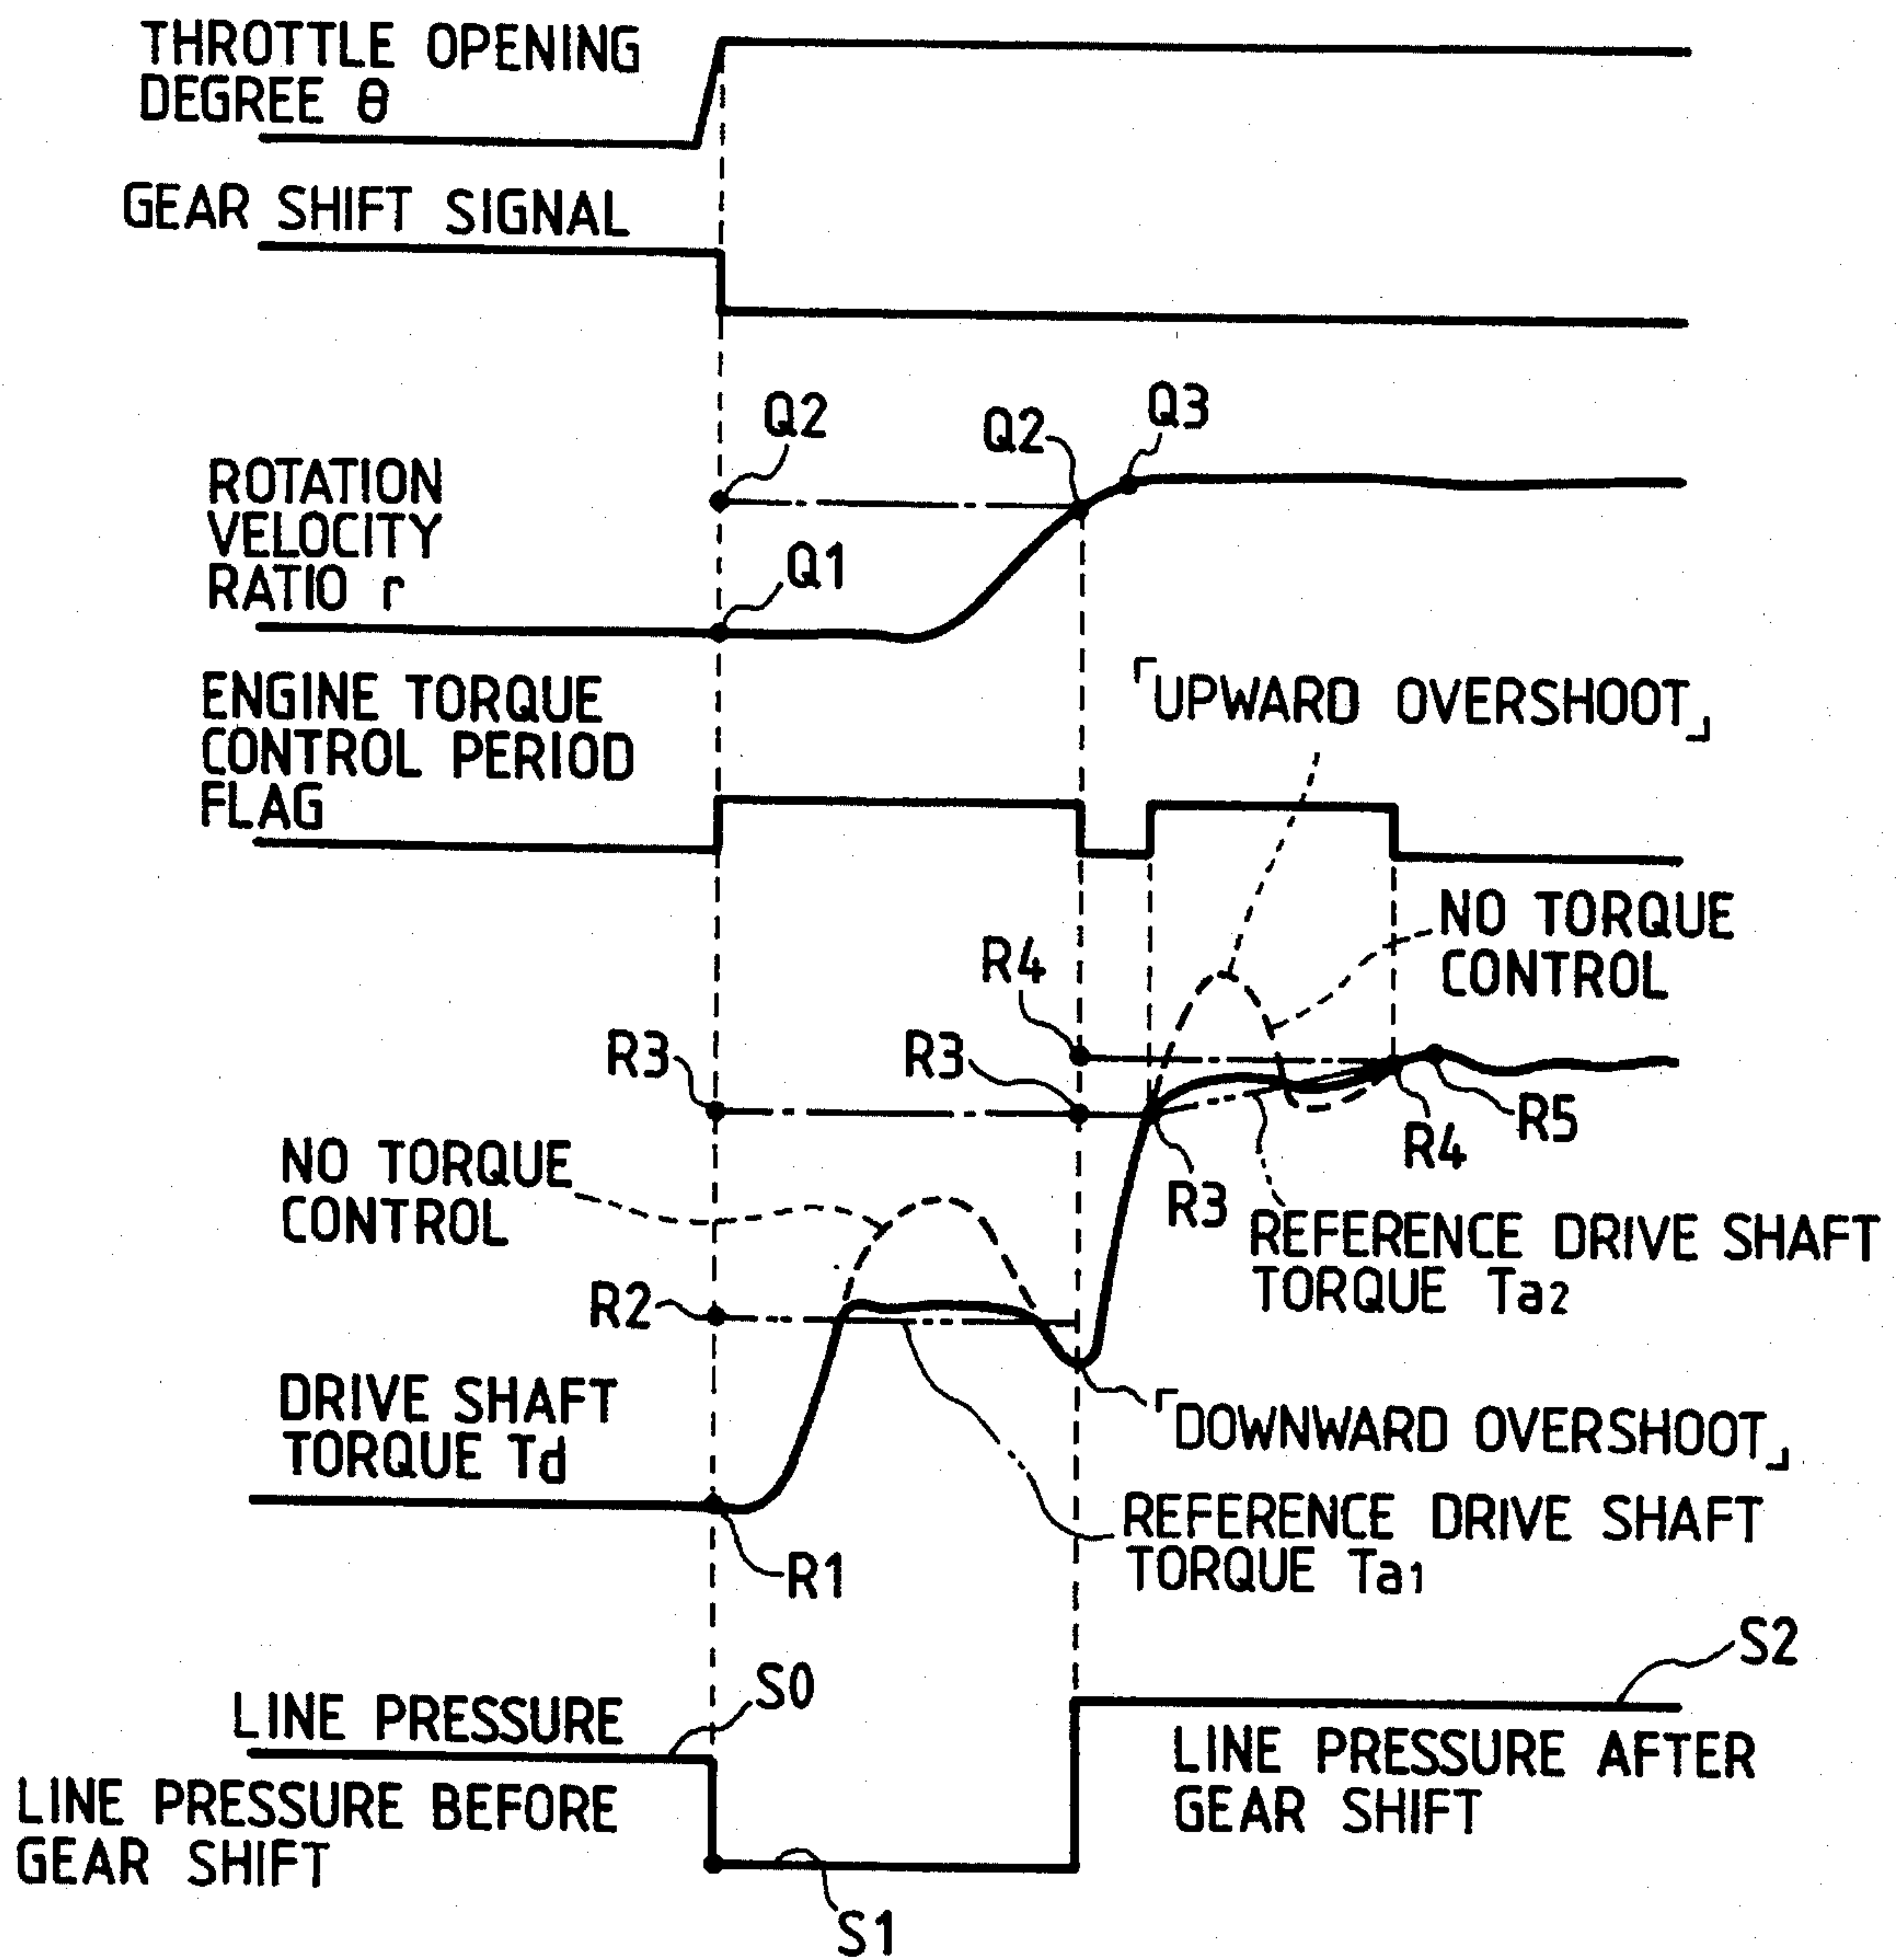 THROTTLE OPENING
DEGREE θ
GEAR SHIFT SIGNAL
Q2
Q2
Q3
ROTATION
VELOCITY
RATIO r
Q1
ENGINE TORQUE
CONTROL PERIOD
FLAG
「UPWARD OVERSHOOT」
NO TORQUE
CONTROL
R4
R3
R3
R5
R4
R3
NO TORQUE
CONTROL
REFERENCE DRIVE SHAFT
TORQUE Ta2
R2
DRIVE SHAFT
TORQUE Td
「DOWNWARD OVERSHOOT」
REFERENCE DRIVE SHAFT
TORQUE Ta1
R1
S2
S0
LINE PRESSURE
LINE PRESSURE AFTER
GEAR SHIFT
LINE PRESSURE BEFORE
GEAR SHIFT
S1